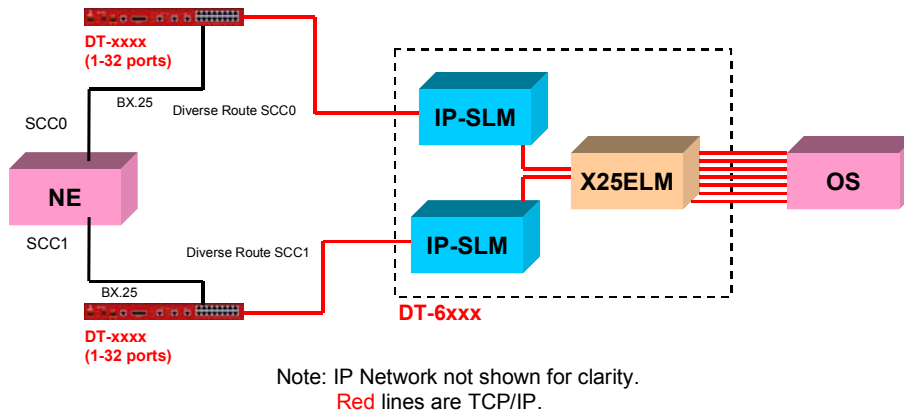 DT-xxxx
(1-32 ports)
BX.25
Diverse Route SCC0
SCC0
IP-SLM
NE
X25ELM
OS
SCC1
Diverse Route SCC1
IP-SLM
BX.25
DT-6xxx
DT-xxxx
(1-32 ports)
Note: IP Network not shown for clarity.
Red lines are TCP/IP.